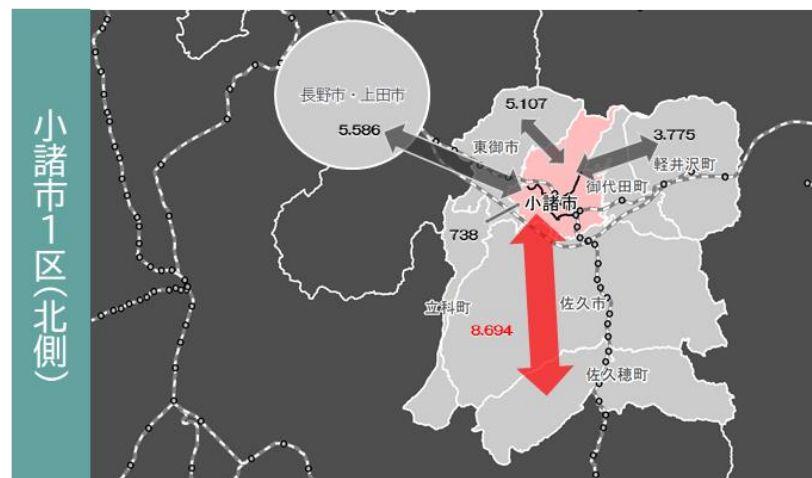 小諸市1区(北側)
長野市・上田市
5.586
5.107
東御市
3.775
軽井沢町
御代田町
小諸市
738
立科町
佐久市
8.694
佐久穂町